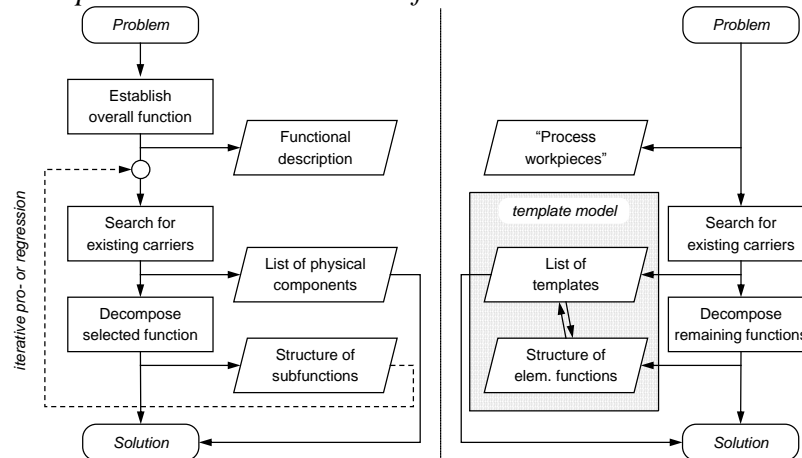 Problem
Establish
overall function
Functional
description
Search for
existing carriers
List of physical
components
Decompose
selected function
Structure of
subfunctions
Solution
iterative pro- or regression
Problem
“Process
workpieces”
template model
Search for
existing carriers
List of
templates
Decompose
remaining functions
Structure of
elem. functions
Solution